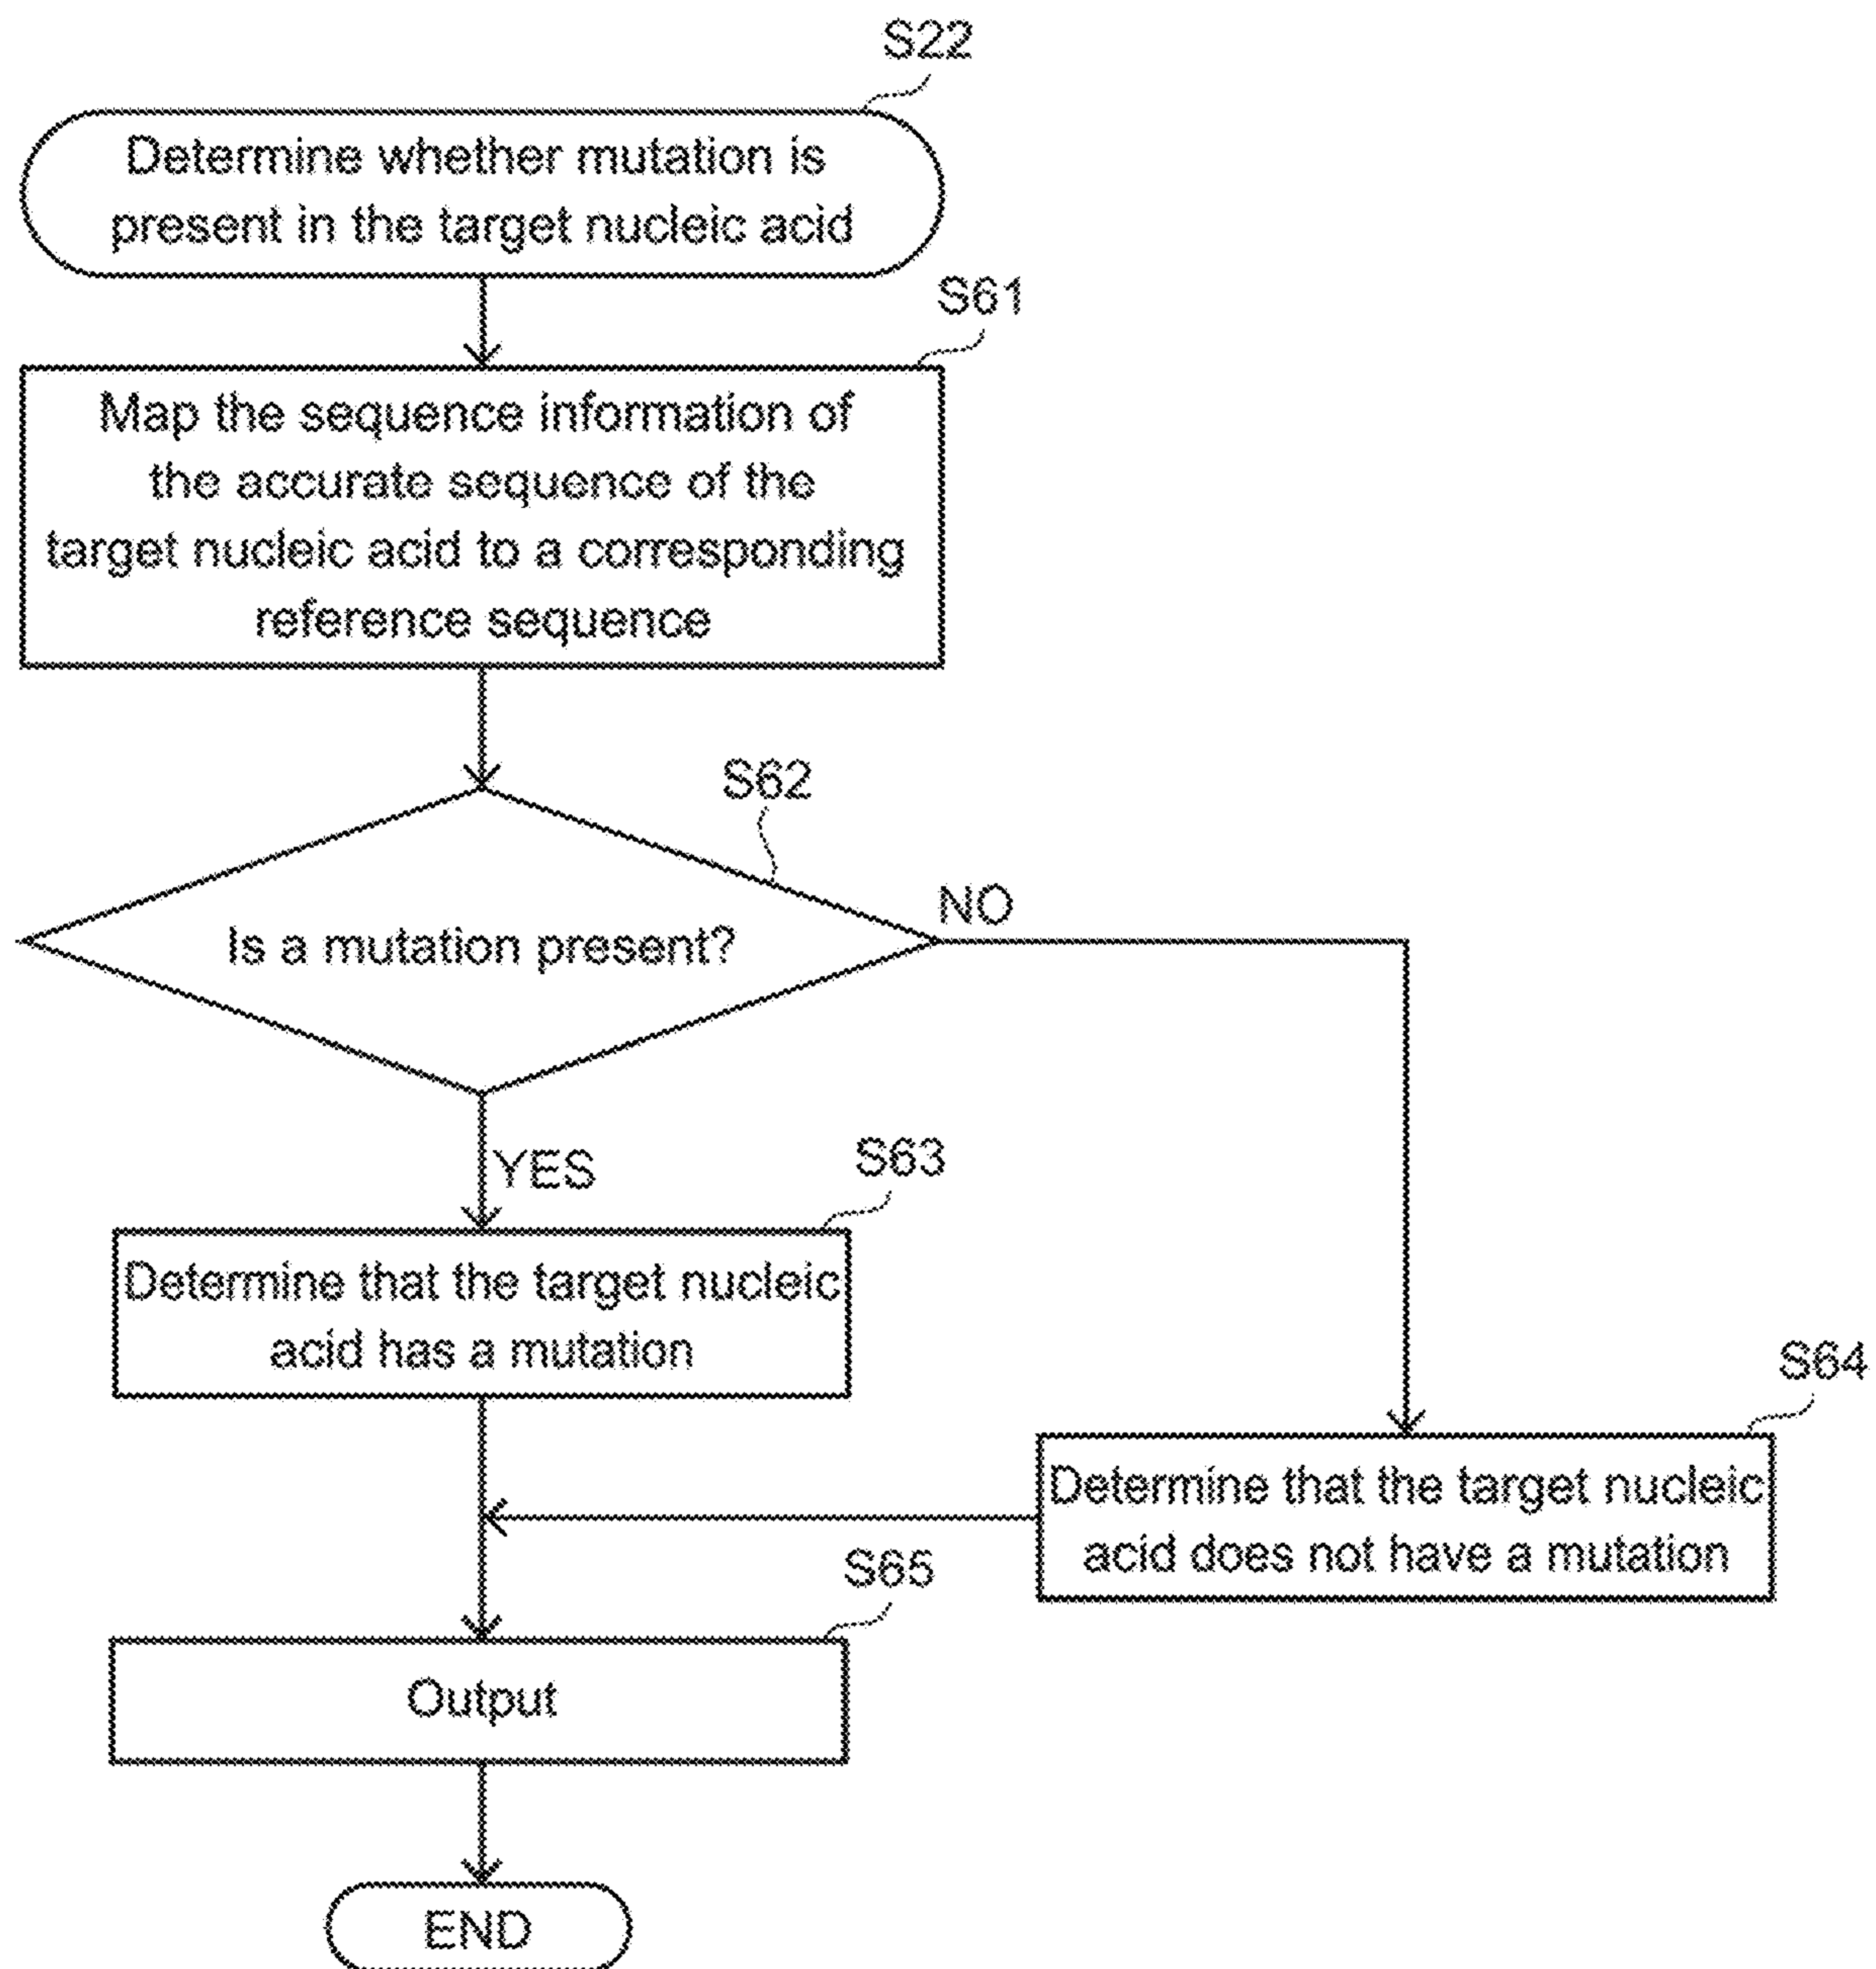 S22
Determine whether mutation is
present in the target nucleic acid
S61
Map the sequence information of
the accurate sequence of the
target nucleic acid to a corresponding
reference sequence
S62
Is a mutation present?
NO
YES
S63
Determine that the target nucleic
acid has a mutation
S64
Determine that the target nucleic
acid does not have a mutation
S65
Output
END